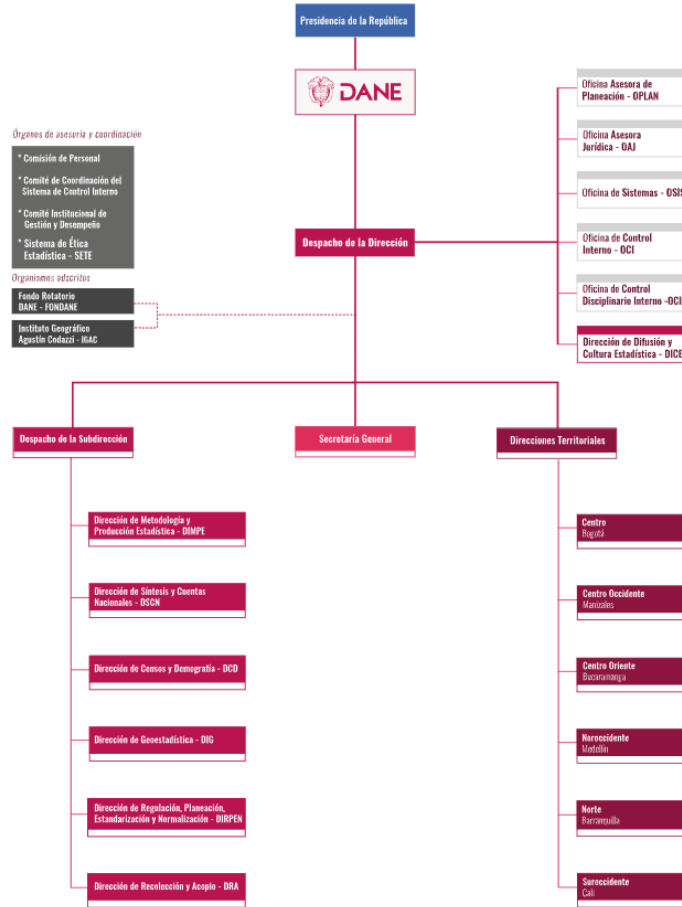 Presidencia de la República
DANE
Oficina Asesora de
Planeación - OPLAN
Oficina Asesora
Jurídica - OAJ
Oficina de Sistemas - OSIS
Oficina de Control
Interno - OCI
Oficina de Control
Disciplinario Interno -OCI
Dirección de Difusión y
Cultura Estadística - DICE
Órganos de asesoría y coordinación
* Comisión de Personal
* Comité de Coordinación del
Sistema de Control Interno
* Comité Institucional de
Gestión y Desempeño
* Sistema de Ética
Estadística - SETE
Organismos adscritos
Fondo Rotatorio
DANE - FONDANE
Instituto Geográfico
Agustín Codazzi - IGAC
Despacho de la Dirección
Despacho de la Subdirección
Dirección de Metodología y
Producción Estadística - DIMPE
Dirección de Síntesis y Cuentas
Nacionales - DSCN
Dirección de Censos y Demografía - DCD
Dirección de Geoestadística - DIG
Dirección de Regulación, Planeación,
Estandarización y Normalización - DIRPEN
Dirección de Recolección y Acopio - DRA
Secretaría General
Direcciones Territoriales
Centro
Bogotá
Centro Occidente
Manizales
Centro Oriente
Bucaramanga
Noroccidente
Medellín
Norte
Barranquilla
Suroccidente
Cali